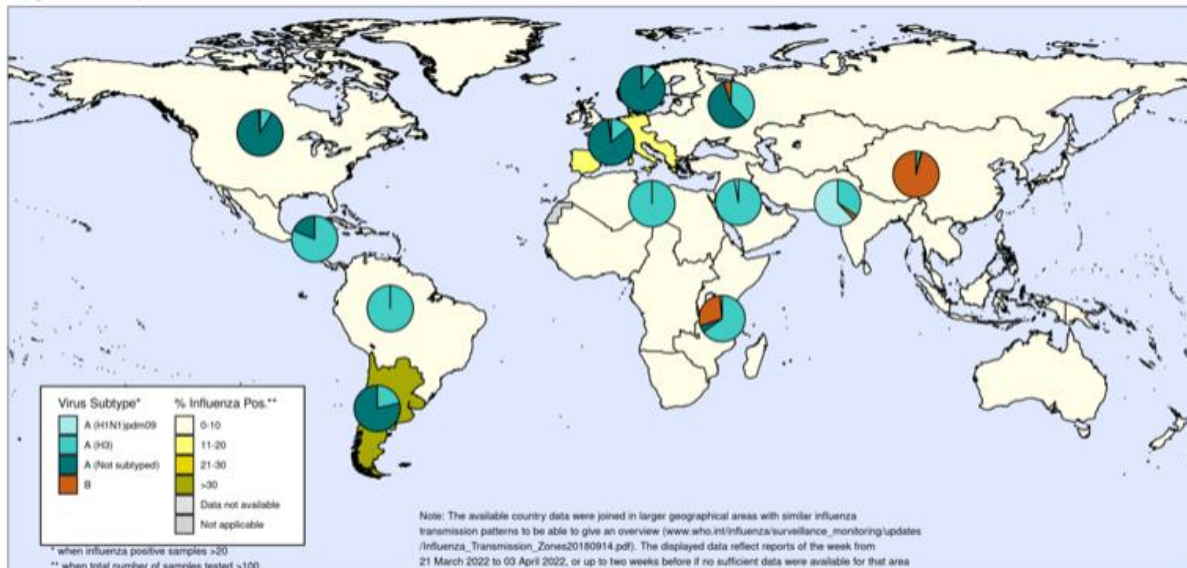 Virus Subtype*
A (H1N1)pdm09
A (H3)
A (Not subtyped)
B
% Influenza Pos.**
0-10
11-20
21-30
>30
Data not available
Not applicable
* when influenza positive samples >20
** when total number of samples tested >100
Note: The available country data were joined in larger geographical areas with similar influenza
transmission patterns to be able to give an overview (www.who.int/influenza/surveillance_monitoring/updates
/Influenza_Transmission_Zones20180914.pdf). The displayed data reflect reports of the week from
21 March 2022 to 03 April 2022, or up to two weeks before if no sufficient data were available for that area